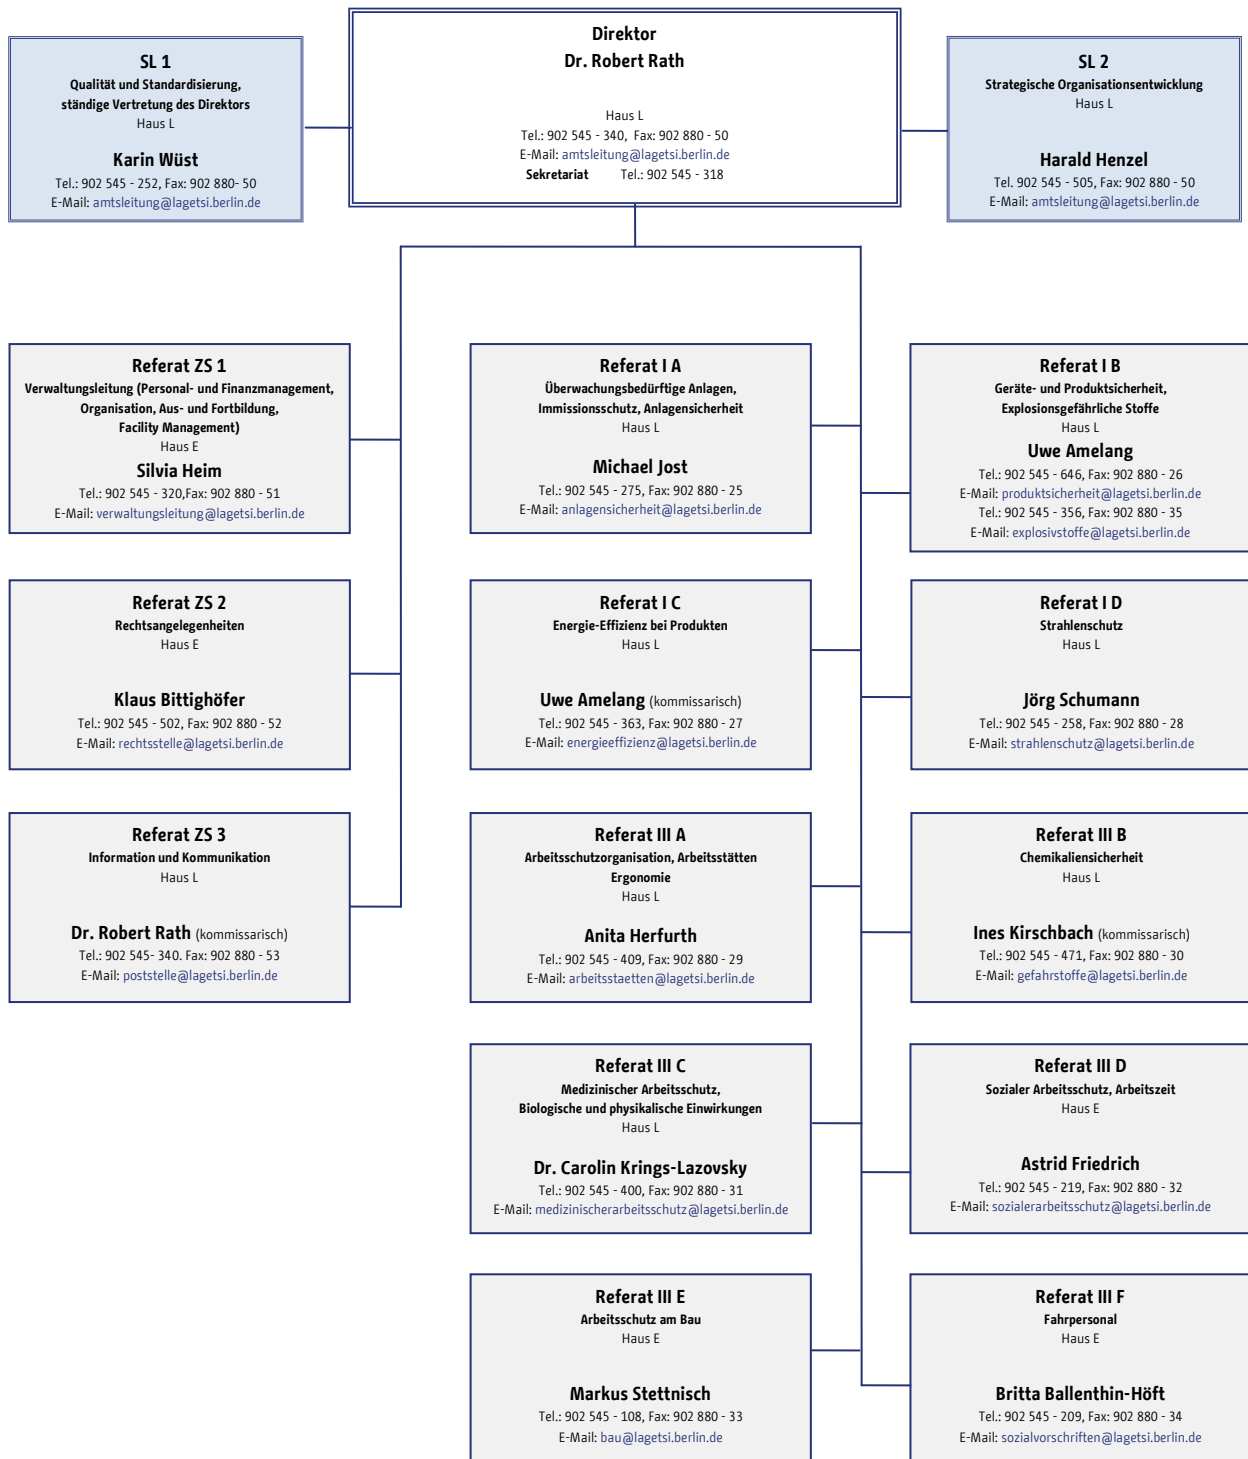 Direktor
Dr. Robert Rath
Haus L
Tel.: 902 545 - 340, Fax: 902 880 - 50
E-Mail: amtsleitung@lagetsi.berlin.de
Sekretariat Tel.: 902 545 - 318
SL 1
Qualität und Standardisierung,
ständige Vertretung des Direktors
Haus L
Karin Wüst
Tel.: 902 545 - 252, Fax: 902 880- 50
E-Mail: amtsleitung@lagetsi.berlin.de
SL 2
Strategische Organisationsentwicklung
Haus L
Harald Henzel
Tel. 902 545 - 505, Fax: 902 880 - 50
E-Mail: amtsleitung@lagetsi.berlin.de
Referat ZS 1
Verwaltungsleitung (Personal- und Finanzmanagement,
Organisation, Aus- und Fortbildung,
Facility Management)
Haus E
Silvia Heim
Tel.: 902 545 - 320,Fax: 902 880 - 51
E-Mail: verwaltungsleitung@lagetsi.berlin.de
Referat I A
Überwachungsbedürftige Anlagen,
Immissionsschutz, Anlagensicherheit
Haus L
Michael Jost
Tel.: 902 545 - 275, Fax: 902 880 - 25
E-Mail: anlagensicherheit@lagetsi.berlin.de
Referat I B
Geräte- und Produktsicherheit,
Explosionsgefährliche Stoffe
Haus L
Uwe Amelang
Tel.: 902 545 - 646, Fax: 902 880 - 26
E-Mail: produktsicherheit@lagetsi.berlin.de
Tel.: 902 545 - 356, Fax: 902 880 - 35
E-Mail: explosivstoffe@lagetsi.berlin.de
Referat ZS 2
Rechtsangelegenheiten
Haus E
Klaus Bittighöfer
Tel.: 902 545 - 502, Fax: 902 880 - 52
E-Mail: rechtsstelle@lagetsi.berlin.de
Referat I C
Energie-Effizienz bei Produkten
Haus L
Uwe Amelang (kommissarisch)
Tel.: 902 545 - 363, Fax: 902 880 - 27
E-Mail: energieeffizienz@lagetsi.berlin.de
Referat I D
Strahlenschutz
Haus L
Jörg Schumann
Tel.: 902 545 - 258, Fax: 902 880 - 28
E-Mail: strahlenschutz@lagetsi.berlin.de
Referat ZS 3
Information und Kommunikation
Haus L
Dr. Robert Rath (kommissarisch)
Tel.: 902 545- 340. Fax: 902 880 - 53
E-Mail: poststelle@lagetsi.berlin.de
Referat III A
Arbeitsschutzorganisation, Arbeitsstätten
Ergonomie
Haus L
Anita Herfurth
Tel.: 902 545 - 409, Fax: 902 880 - 29
E-Mail: arbeitsstaetten@lagetsi.berlin.de
Referat III B
Chemikaliensicherheit
Haus L
Ines Kirschbach (kommissarisch)
Tel.: 902 545 - 471, Fax: 902 880 - 30
E-Mail: gefahrstoffe@lagetsi.berlin.de
Referat III C
Medizinischer Arbeitsschutz,
Biologische und physikalische Einwirkungen
Haus L
Dr. Carolin Krings-Lazovsky
Tel.: 902 545 - 400, Fax: 902 880 - 31
E-Mail: medizinischerarbeitsschutz@lagetsi.berlin.de
Referat III D
Sozialer Arbeitsschutz, Arbeitszeit
Haus E
Astrid Friedrich
Tel.: 902 545 - 219, Fax: 902 880 - 32
E-Mail: sozialerarbeitsschutz@lagetsi.berlin.de
Referat III E
Arbeitsschutz am Bau
Haus E
Markus Stettnisch
Tel.: 902 545 - 108, Fax: 902 880 - 33
E-Mail: bau@lagetsi.berlin.de
Referat III F
Fahrpersonal
Haus E
Britta Ballenthin-Höft
Tel.: 902 545 - 209, Fax: 902 880 - 34
E-Mail: sozialvorschriften@lagetsi.berlin.de